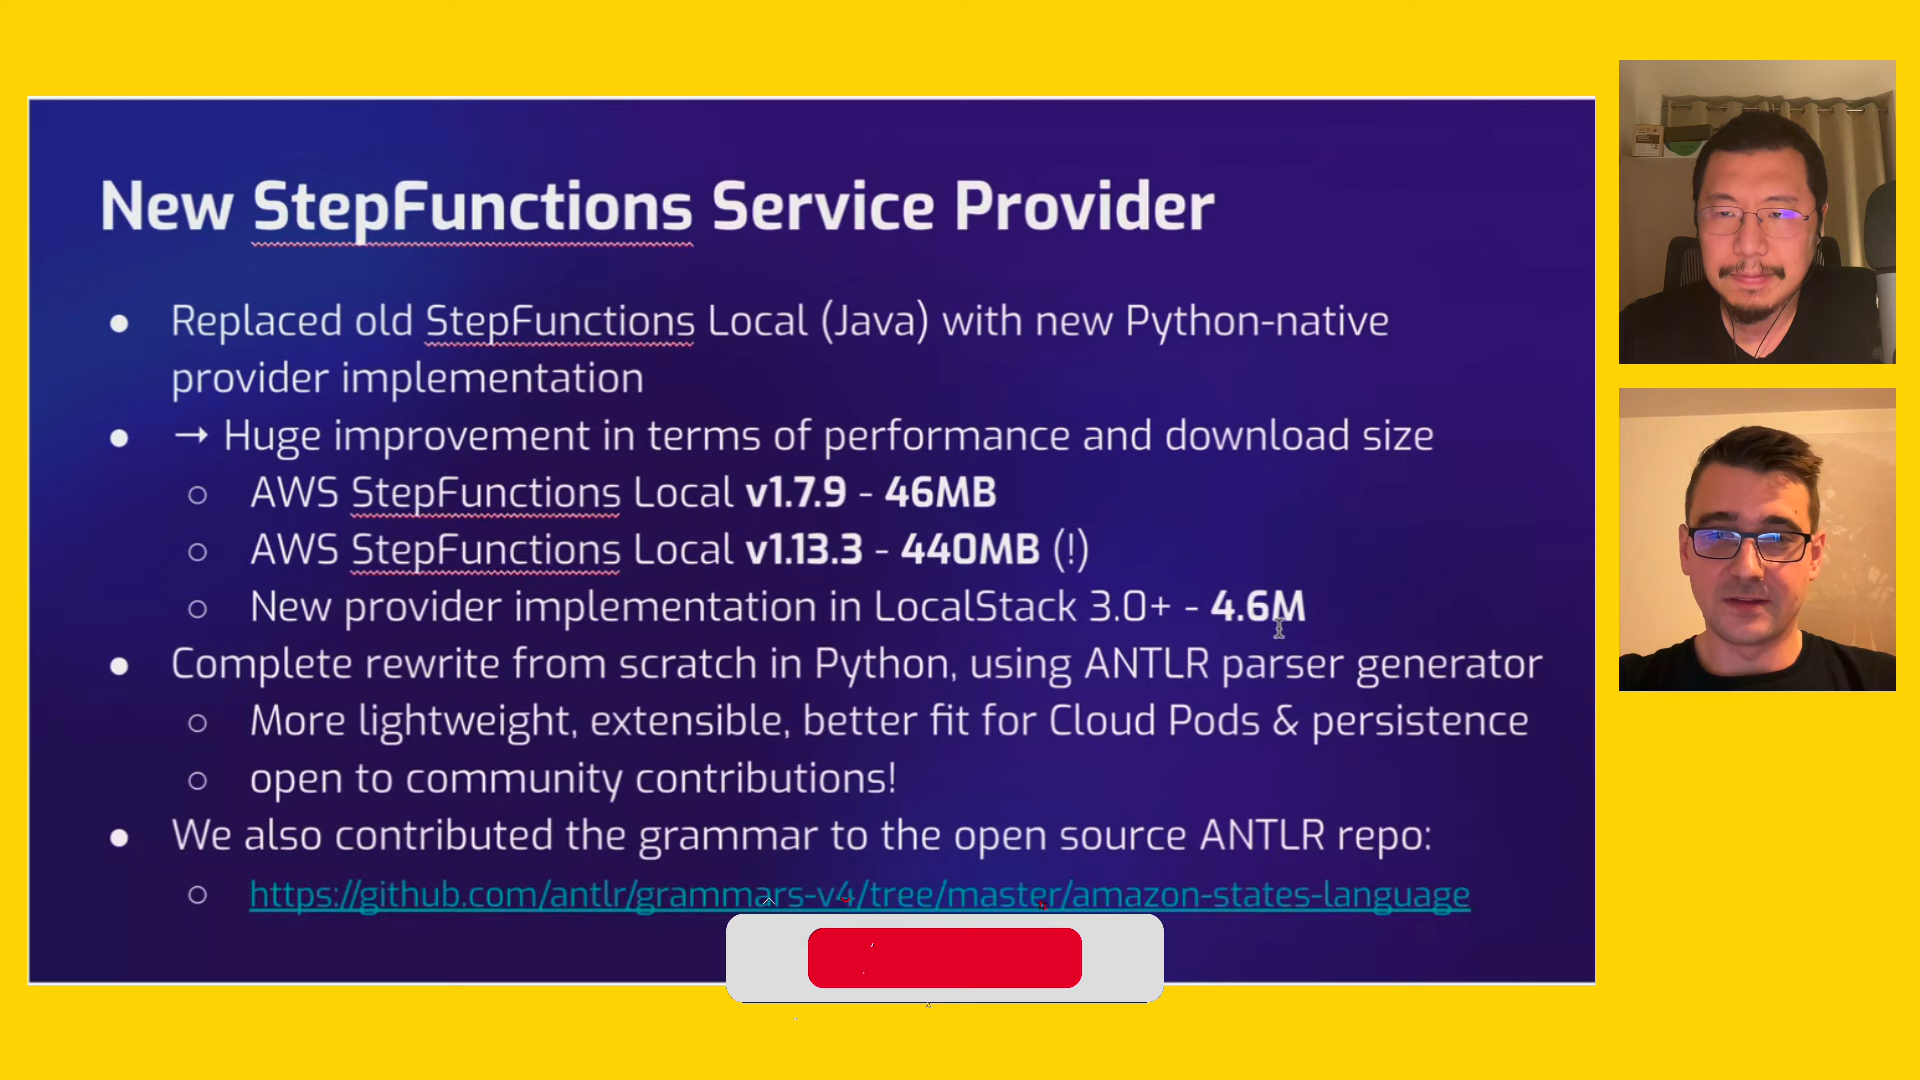 New StepFunctions Service Provider
● Replaced old StepFunctions Local (Java) with new Python-native
provider implementation
● → Huge improvement in terms of performance and download size
○ AWS StepFunctions Local v1.7.9 - 46MB
○ AWS StepFunctions Local v1.13.3 - 440MB (!)
○ New provider implementation in LocalStack 3.0+ - 4.6M
● Complete rewrite from scratch in Python, using ANTLR parser generator
○ More lightweight, extensible, better fit for Cloud Pods & persistence
○ open to community contributions!
● We also contributed the grammar to the open source ANTLR repo:
○ https://github.com/antlr/grammars-v4/tree/master/amazon-states-language